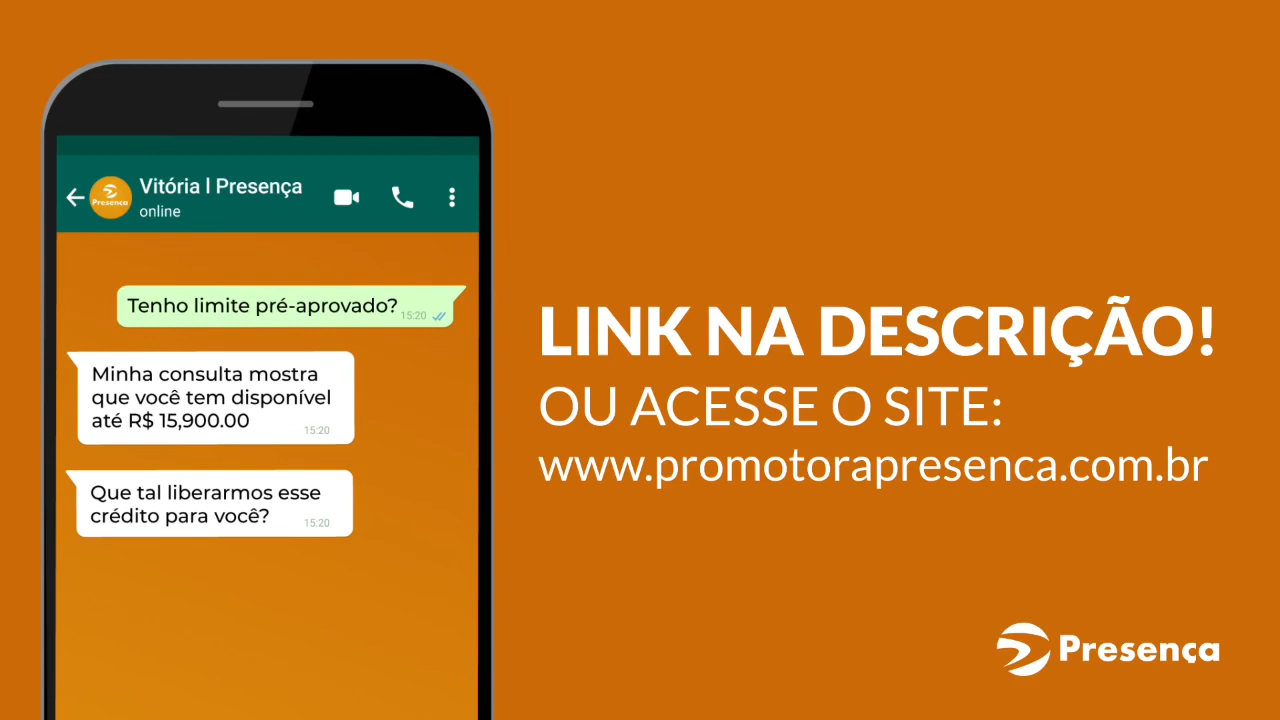 Vitória l Presença
online
Presença
Tenho limite pré-aprovado?
15:20
Minha consulta mostra
que você tem disponível
até R$ 15,900.00
15:20
Que tal liberarmos esse
crédito para você?
15:20
LINK NA DESCRIÇÃO!
OU ACESSE O SITE:
www.promotorapresenca.com.br
Presença